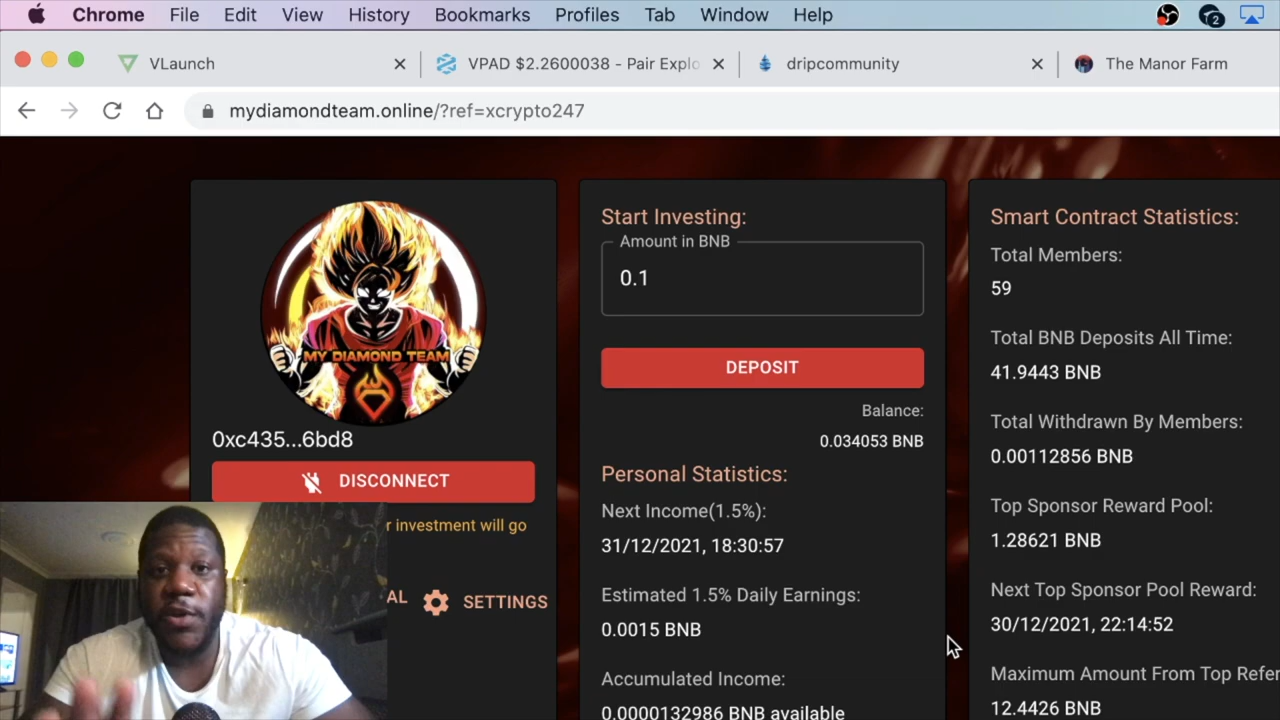 Chrome File Edit View History Bookmarks Profiles Tab Window Help
2
VLaunch
VPAD $2.2600038 - Pair Explo
dripcommunity
The Manor Farm
mydiamondteam.online/?ref=xcrypto247
MY DIAMOND TEAM
0xc435...6bd8
DISCONNECT
r investment will go
AL
SETTINGS
Start Investing:
Amount in BNB
0.1
DEPOSIT
Balance:
0.034053 BNB
Personal Statistics:
Next Income(1.5%):
31/12/2021, 18:30:57
Estimated 1.5% Daily Earnings:
0.0015 BNB
Accumulated Income:
0.0000132986 BNB available
Smart Contract Statistics:
Total Members:
59
Total BNB Deposits All Time:
41.9443 BNB
Total Withdrawn By Members:
0.00112856 BNB
Top Sponsor Reward Pool:
1.28621 BNB
Next Top Sponsor Pool Reward:
30/12/2021, 22:14:52
Maximum Amount From Top Refer
12.4426 BNB